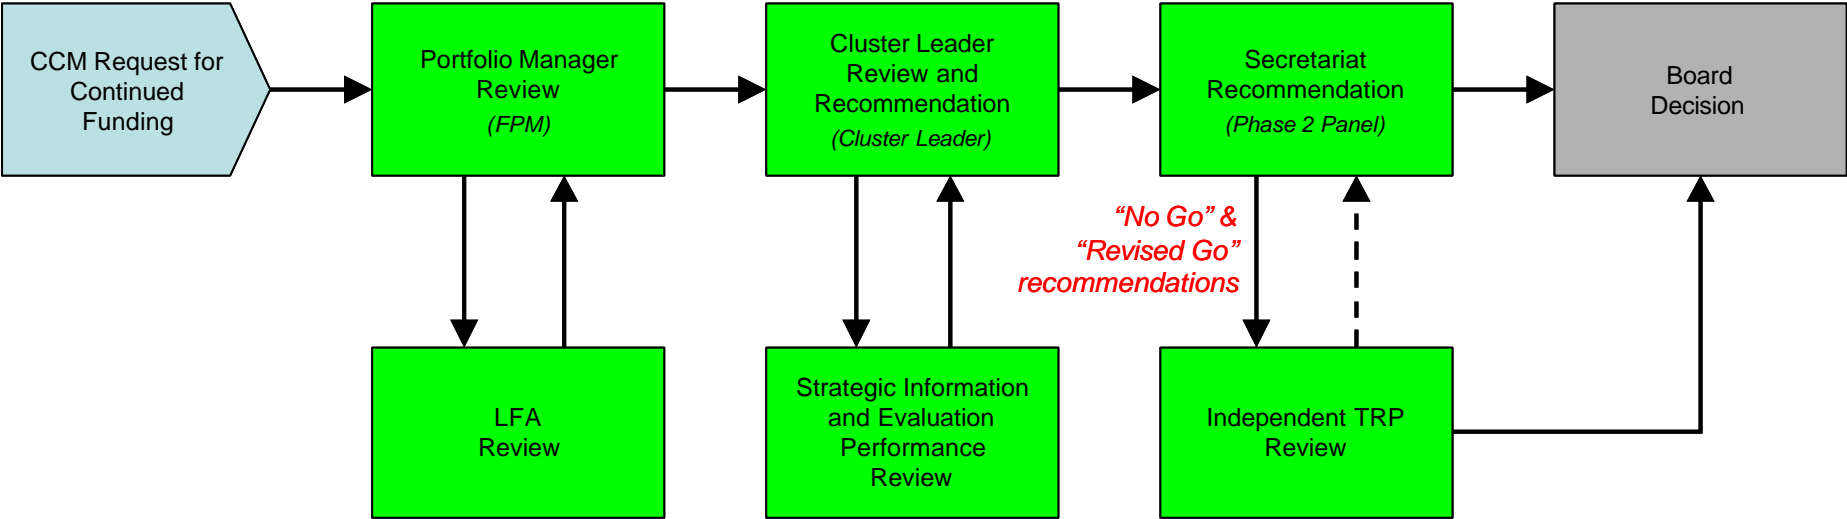 CCM Request for
Continued
Funding
Portfolio Manager
Review
(FPM)
Cluster Leader
Review and
Recommendation
(Cluster Leader)
Secretariat
Recommendation
(Phase 2 Panel)
Board
Decision
“No Go” &
“Revised Go”
recommendations
LFA
Review
Strategic Information
and Evaluation
Performance
Review
Independent TRP
Review